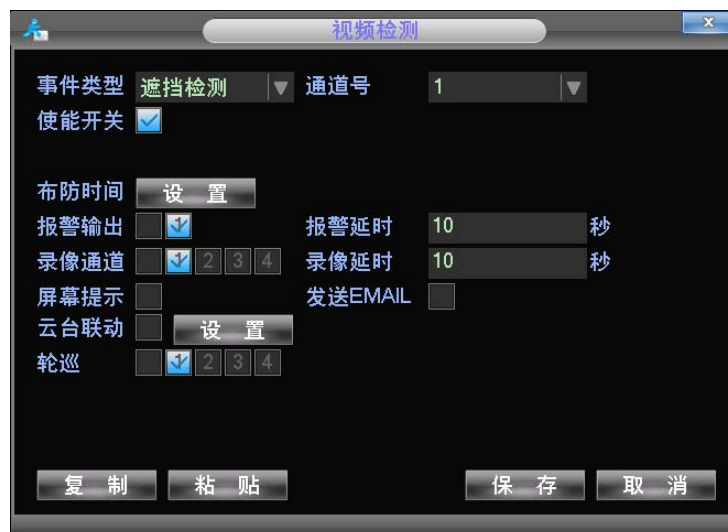 视频检测
事件类型 遮挡检测 通道号 1
使能开关
布防时间 设 置
报警输出 1 报警延时 10 秒
录像通道 1 2 3 4 录像延时 10 秒
屏幕提示 发送EMAIL
云台联动 设 置
轮巡 1 2 3 4
复 制 粘 贴 保 存 取 消